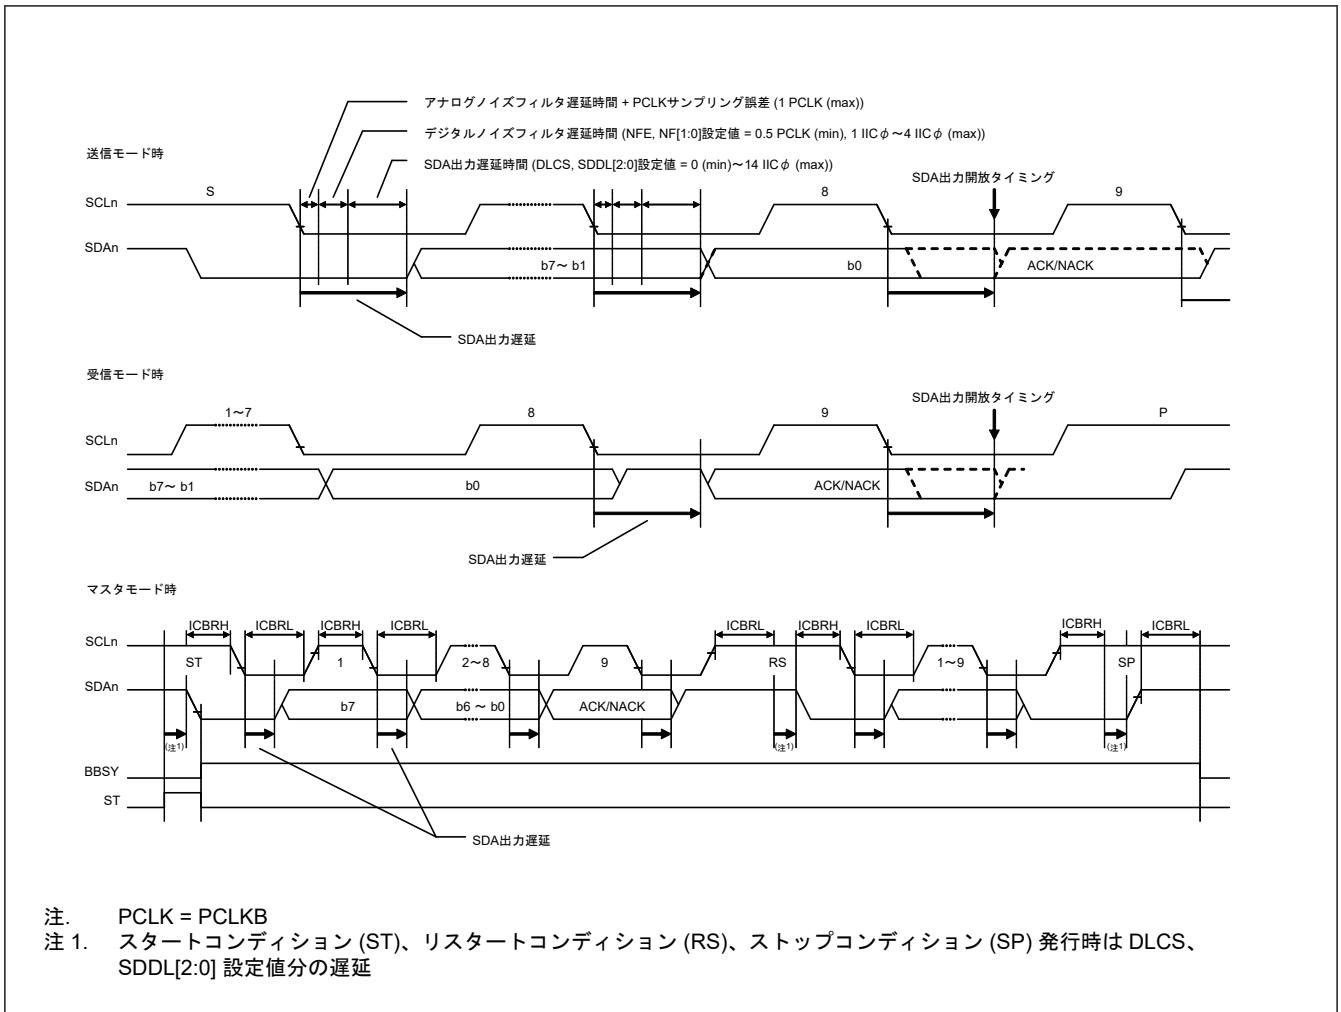 アナログノイズフィルタ遅延時間 + PCLKサンプリング誤差 (1 PCLK (max))
デジタルノイズフィルタ遅延時間 (NFE, NF[1:0]設定値 = 0.5 PCLK (min), 1 IICφ～4 IICφ (max))
送信モード時
SDA出力遅延時間 (DLCS, SDDL[2:0]設定値 = 0 (min)～14 IICφ (max))
SDA出力開放タイミング
S 8 9
SCLn
SDAn
b7～ b1 b0 ACK/NACK
SDA出力遅延
受信モード時
SDA出力開放タイミング
1～7 8 9 P
SCLn
SDAn b7～ b1 b0 ACK/NACK
SDA出力遅延
マスタモード時
ICBRH ICBRL ICBRH ICBRL ICBRL ICBRH ICBRL ICBRH ICBRL
SCLn
ST 1 2～8 9 RS 1～9 SP
SDAn
b7 b6 ～ b0 ACK/NACK
(注1) (注1) (注1)
BBSY
ST
SDA出力遅延
注. PCLK = PCLKB
注 1. スタートコンディション (ST)、リスタートコンディション (RS)、ストップコンディション (SP) 発行時は DLCS、
SDDL[2:0] 設定値分の遅延